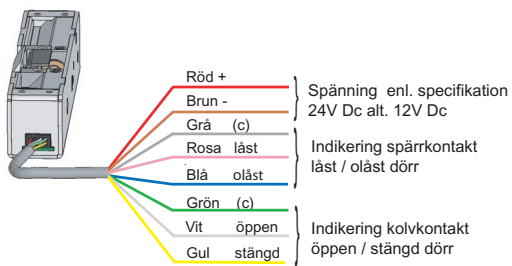 Röd +
Brun -
Spänning enl. specifikation
24V Dc alt. 12V Dc
Grå (c)
Rosa låst
Blå olåst
Indikering spärrkontakt
låst / olåst dörr
Grön (c)
Vit öppen
Gul stängd
Indikering kolvkontakt
öppen / stängd dörr